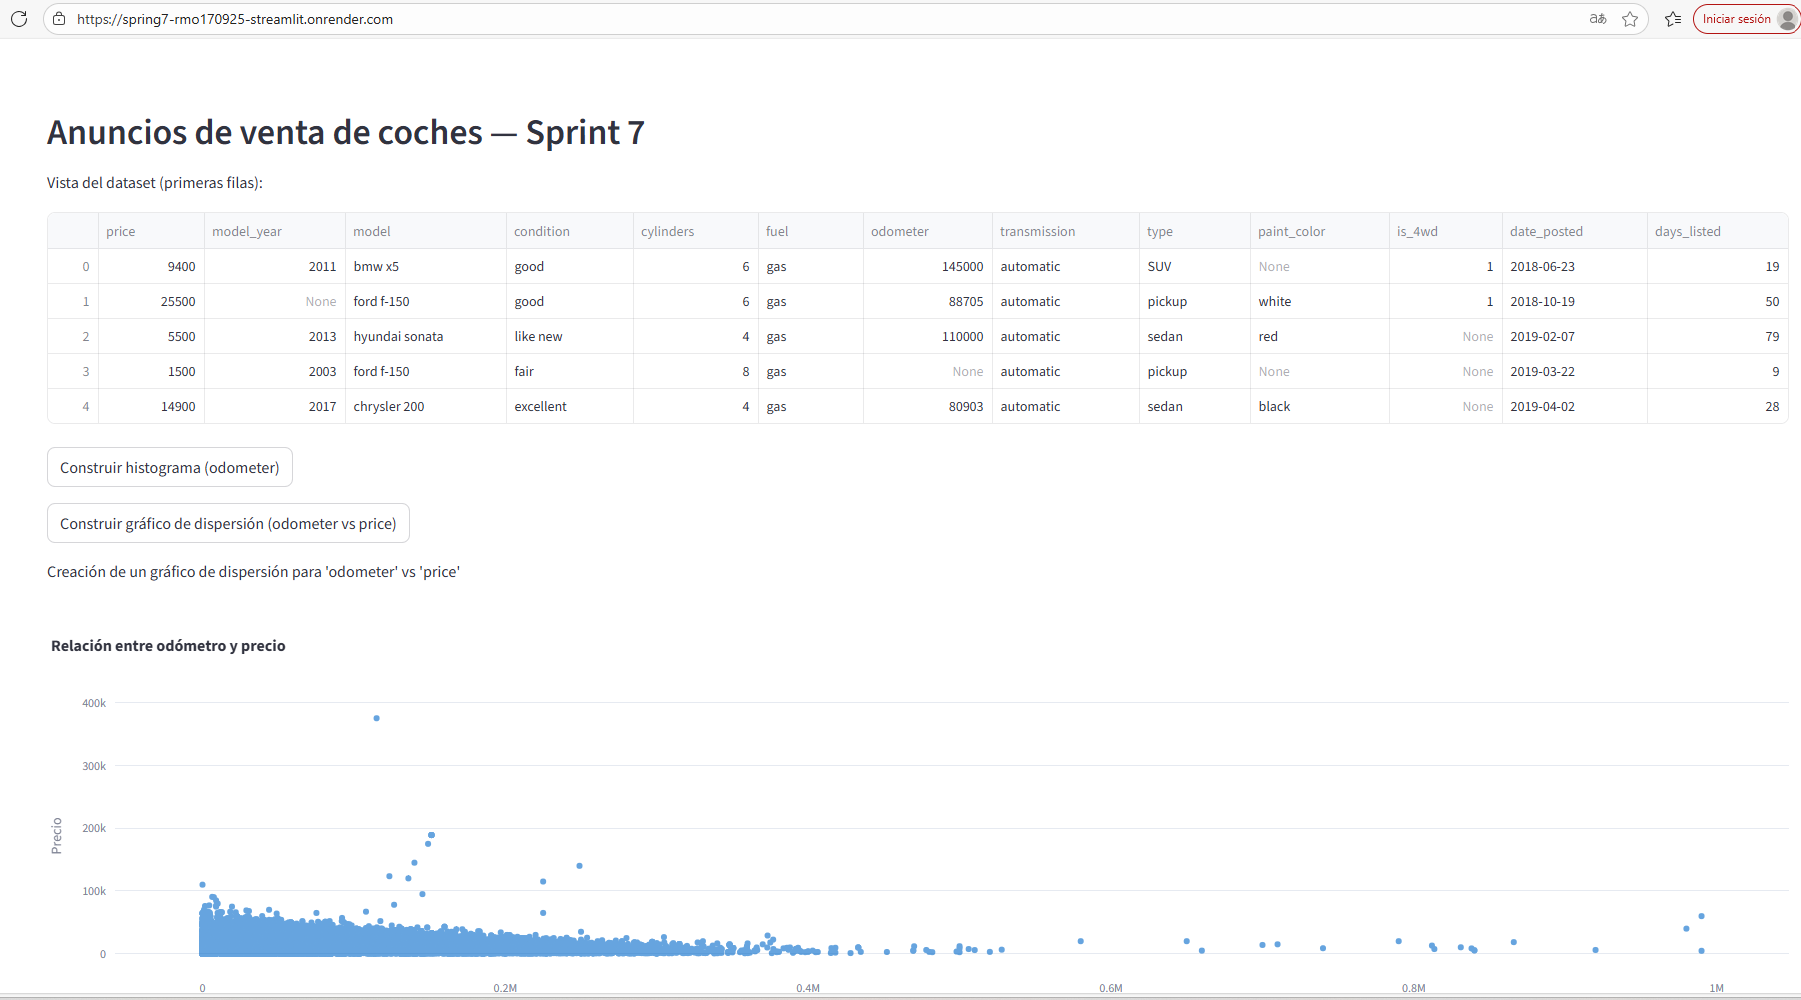 https://spring7-rmo170925-streamlit.onrender.com
aあ
Iniciar sesión
Anuncios de venta de coches — Sprint 7
Vista del dataset (primeras filas):
price model_year model condition cylinders fuel odometer transmission type paint_color is_4wd date_posted days_listed
0 9400 2011 bmw x5 good 6 gas 145000 automatic SUV None 1 2018-06-23 19
1 25500 None ford f-150 good 6 gas 88705 automatic pickup white 1 2018-10-19 50
2 5500 2013 hyundai sonata like new 4 gas 110000 automatic sedan red None 2019-02-07 79
3 1500 2003 ford f-150 fair 8 gas None automatic pickup None None 2019-03-22 9
4 14900 2017 chrysler 200 excellent 4 gas 80903 automatic sedan black None 2019-04-02 28
Construir histograma (odometer)
Construir gráfico de dispersión (odometer vs price)
Creación de un gráfico de dispersión para 'odometer' vs 'price'
Relación entre odómetro y precio
400k
300k
200k
100k
0
Precio
0 0.2M 0.4M 0.6M 0.8M 1M